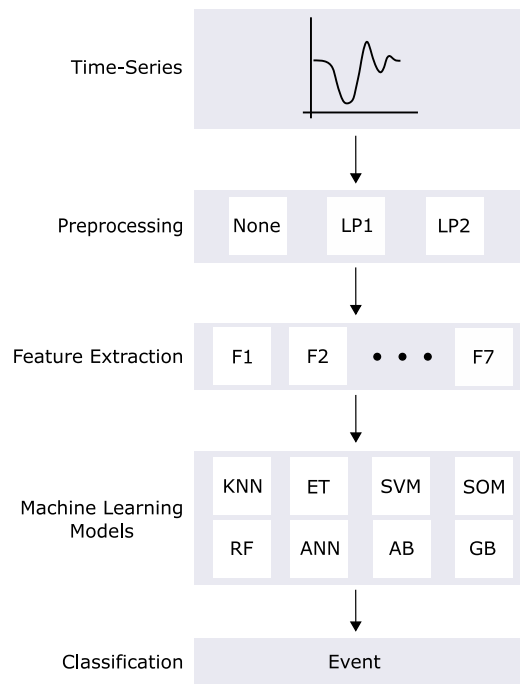 Time-Series
Preprocessing
None
LP1
LP2
Feature Extraction
F1
F2
• • •
F7
Machine Learning
Models
KNN
ET
SVM
SOM
RF
ANN
AB
GB
Classification
Event